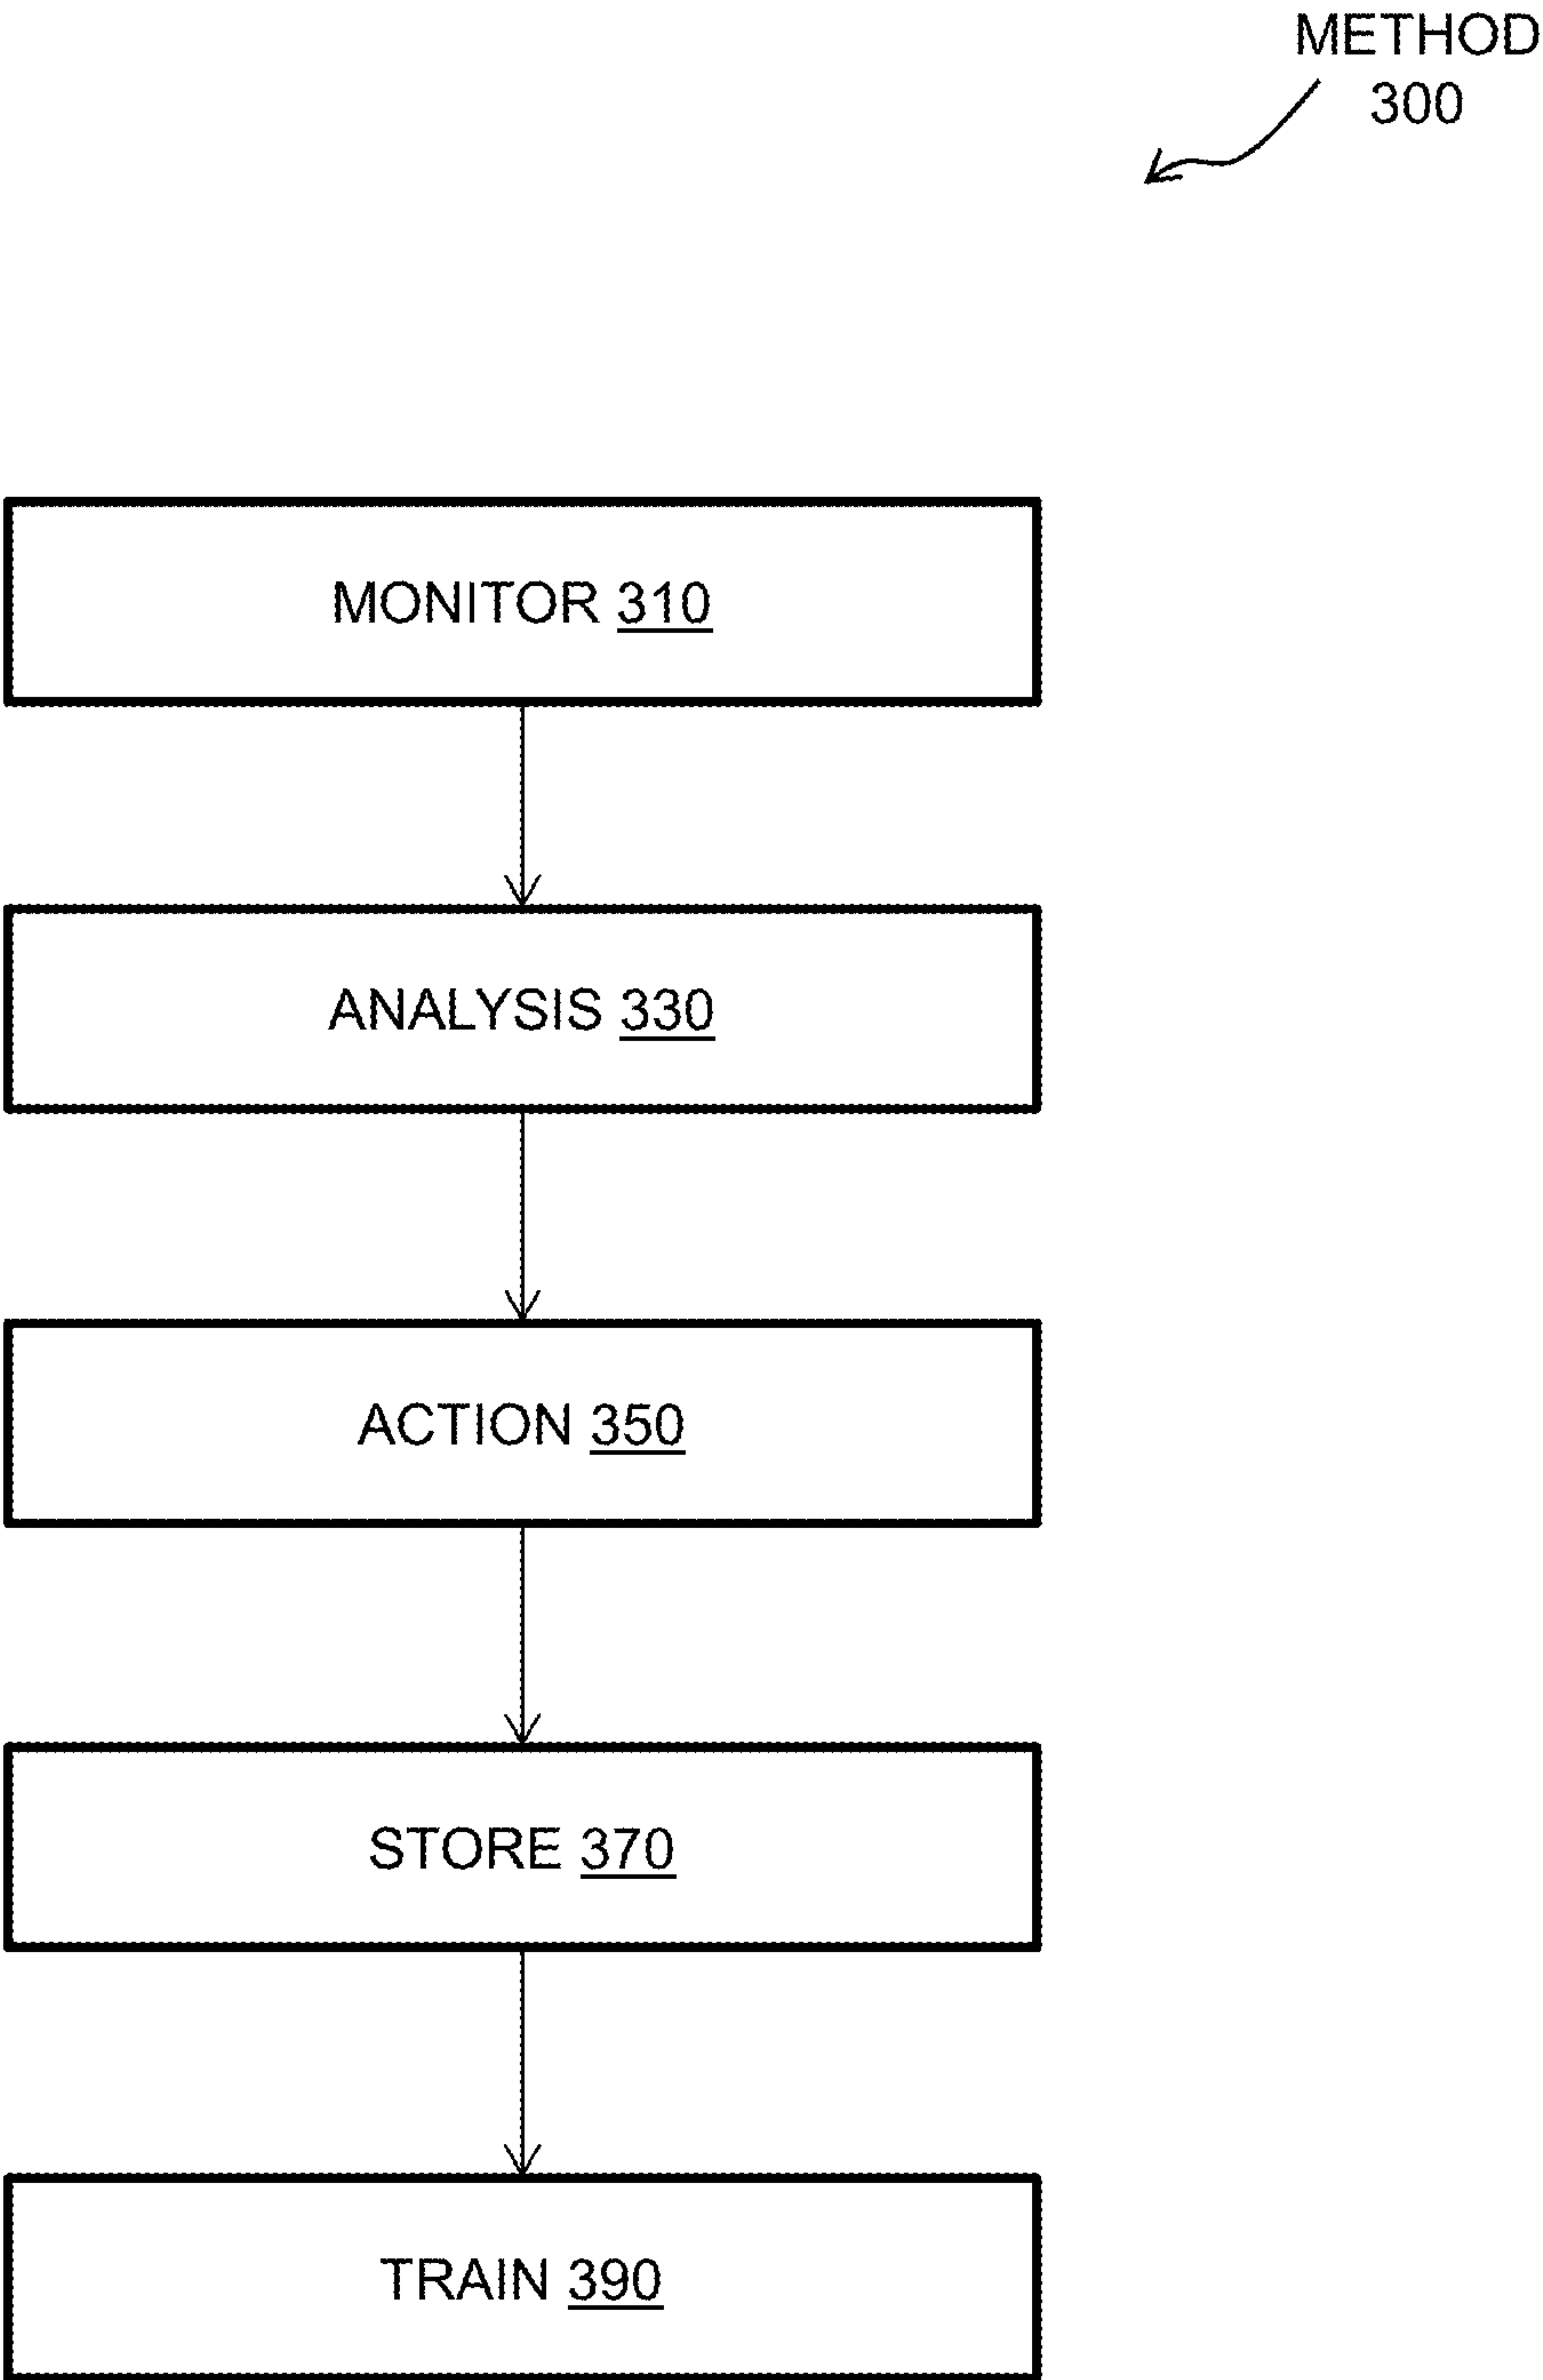 METHOD
300
MONITOR 310
ANALYSIS 330
ACTION 350
STORE 370
TRAIN 390